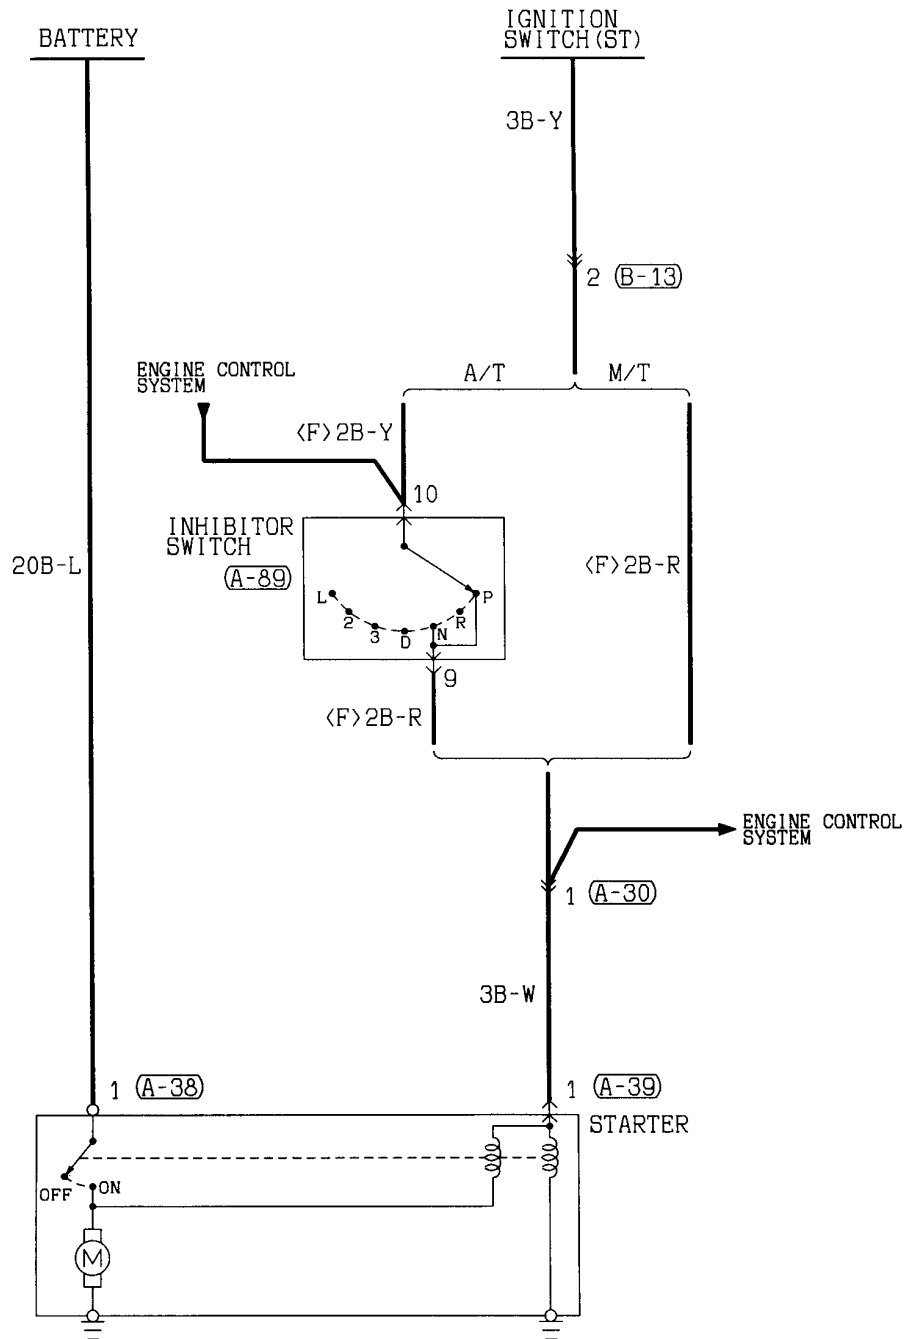 BATTERY
IGNITION
SWITCH(ST)
3B-Y
2 B-13
A/T
M/T
ENGINE CONTROL
SYSTEM
<F>2B-Y
10
INHIBITOR
SWITCH
A-89
20B-L
<F>2B-R
L
2
3
D
N
R
P
9
<F>2B-R
ENGINE CONTROL
SYSTEM
1 A-30
3B-W
1 A-38
1 A-39
STARTER
OFF
ON
M